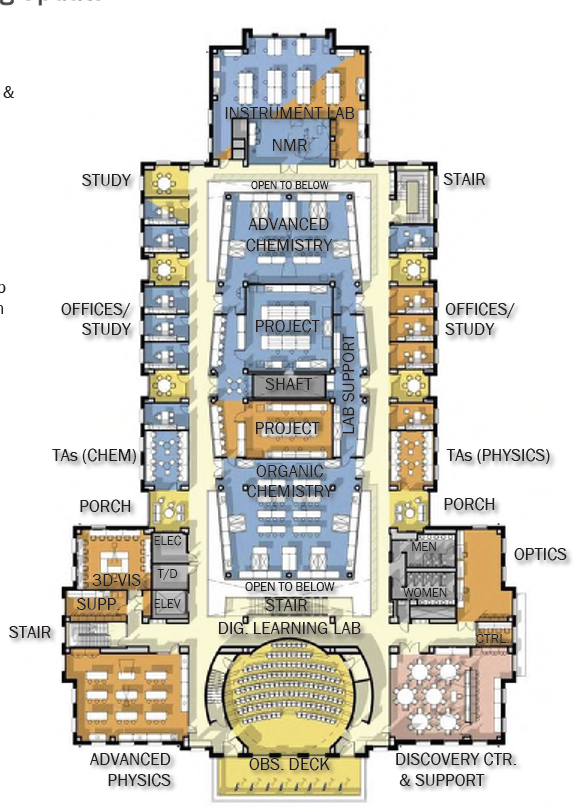 &
INSTRUMENT LAB
NMR
STUDY
OPEN TO BELOW
STAIR
ADVANCED
CHEMISTRY
OFFICES/
STUDY
PROJECT
OFFICES/
STUDY
LAB SUPPORT
SHAFT
PROJECT
TAs (CHEM)
ORGANIC
CHEMISTRY
TAs (PHYSICS)
PORCH
PORCH
ELEC
MEN
OPTICS
3D-VIS
T/D
OPEN TO BELOW
WOMEN
SUPP.
ELEV
STAIR
STAIR
DIG. LEARNING LAB
CTRL.
OBS. DECK
ADVANCED
PHYSICS
DISCOVERY CTR.
& SUPPORT